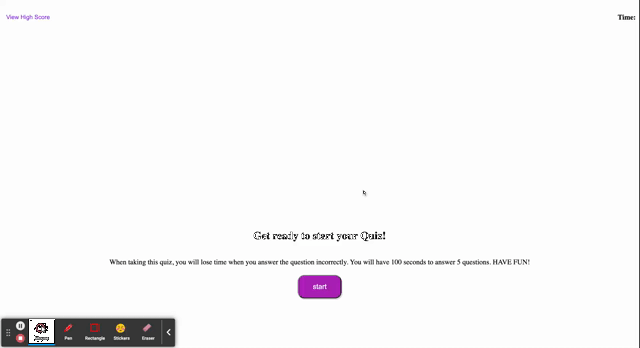 View High Score
Time:
Get ready to start your Quiz!
When taking this quiz, you will lose time when you answer the question incorrectly. You will have 100 seconds to answer 5 questions. HAVE FUN!
start
Pen
Rectangle
Stickers
Eraser